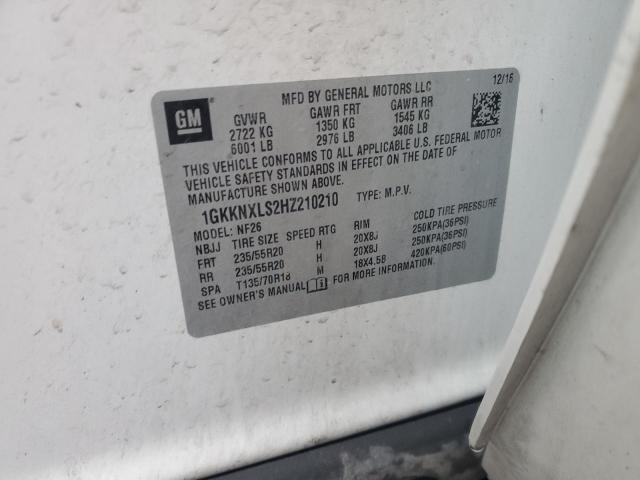 GM
MFD BY GENERAL MOTORS LLC 12/16
GVWR GAWR FRT GAWR RR
2722 KG 1350 KG 1545 KG
6001 LB 2976 LB 3406 LB
THIS VEHICLE CONFORMS TO ALL APPLICABLE U.S. FEDERAL MOTOR
VEHICLE SAFETY STANDARDS IN EFFECT ON THE DATE OF
MANUFACTURE SHOWN ABOVE.
1GKKNXLS2HZ210210 TYPE: M.P.V.
MODEL: NF26
NBJJ TIRE SIZE SPEED RTG RIM COLD TIRE PRESSURE
FRT 235/55R20 H 20X8J 250KPA(36PSI)
RR 235/55R20 H 20X8J 250KPA(36PSI)
SPA T135/70R18 M 18X4.5B 420KPA(60PSI)
SEE OWNER'S MANUAL FOR MORE INFORMATION.